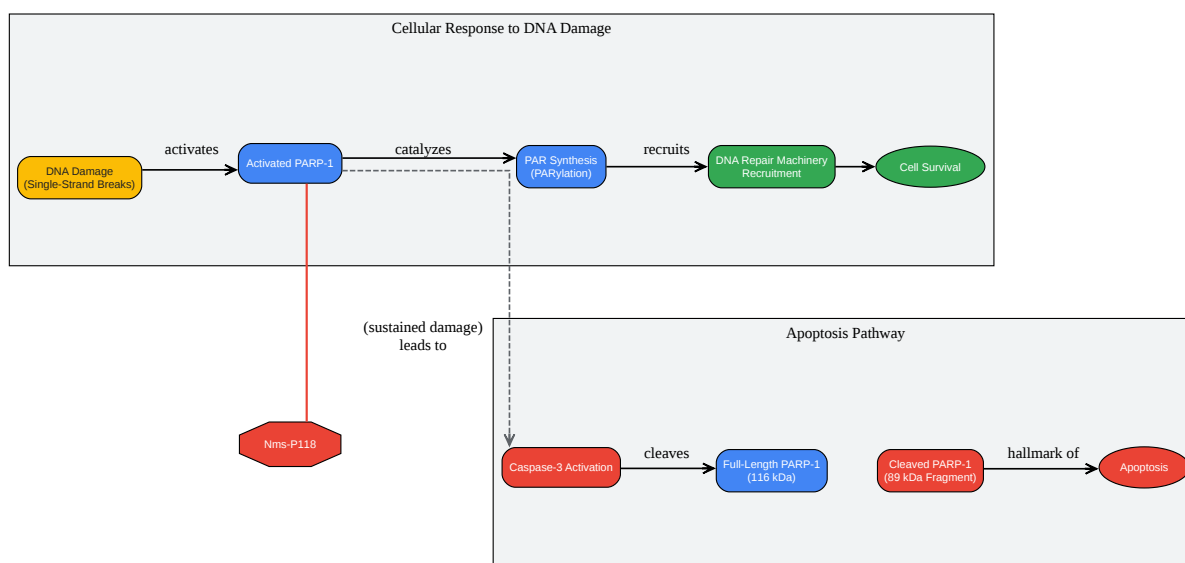 Cellular Response to DNA Damage
DNA Damage
(Single-Strand Breaks)
activates
Activated PARP-1
catalyzes
PAR Synthesis
(PARylation)
recruits
DNA Repair Machinery
Recruitment
Cell Survival
(sustained damage)
leads to
Nms-P118
Apoptosis Pathway
Caspase-3 Activation
cleaves
Full-Length PARP-1
(116 kDa)
Cleaved PARP-1
(89 kDa Fragment)
hallmark of
Apoptosis